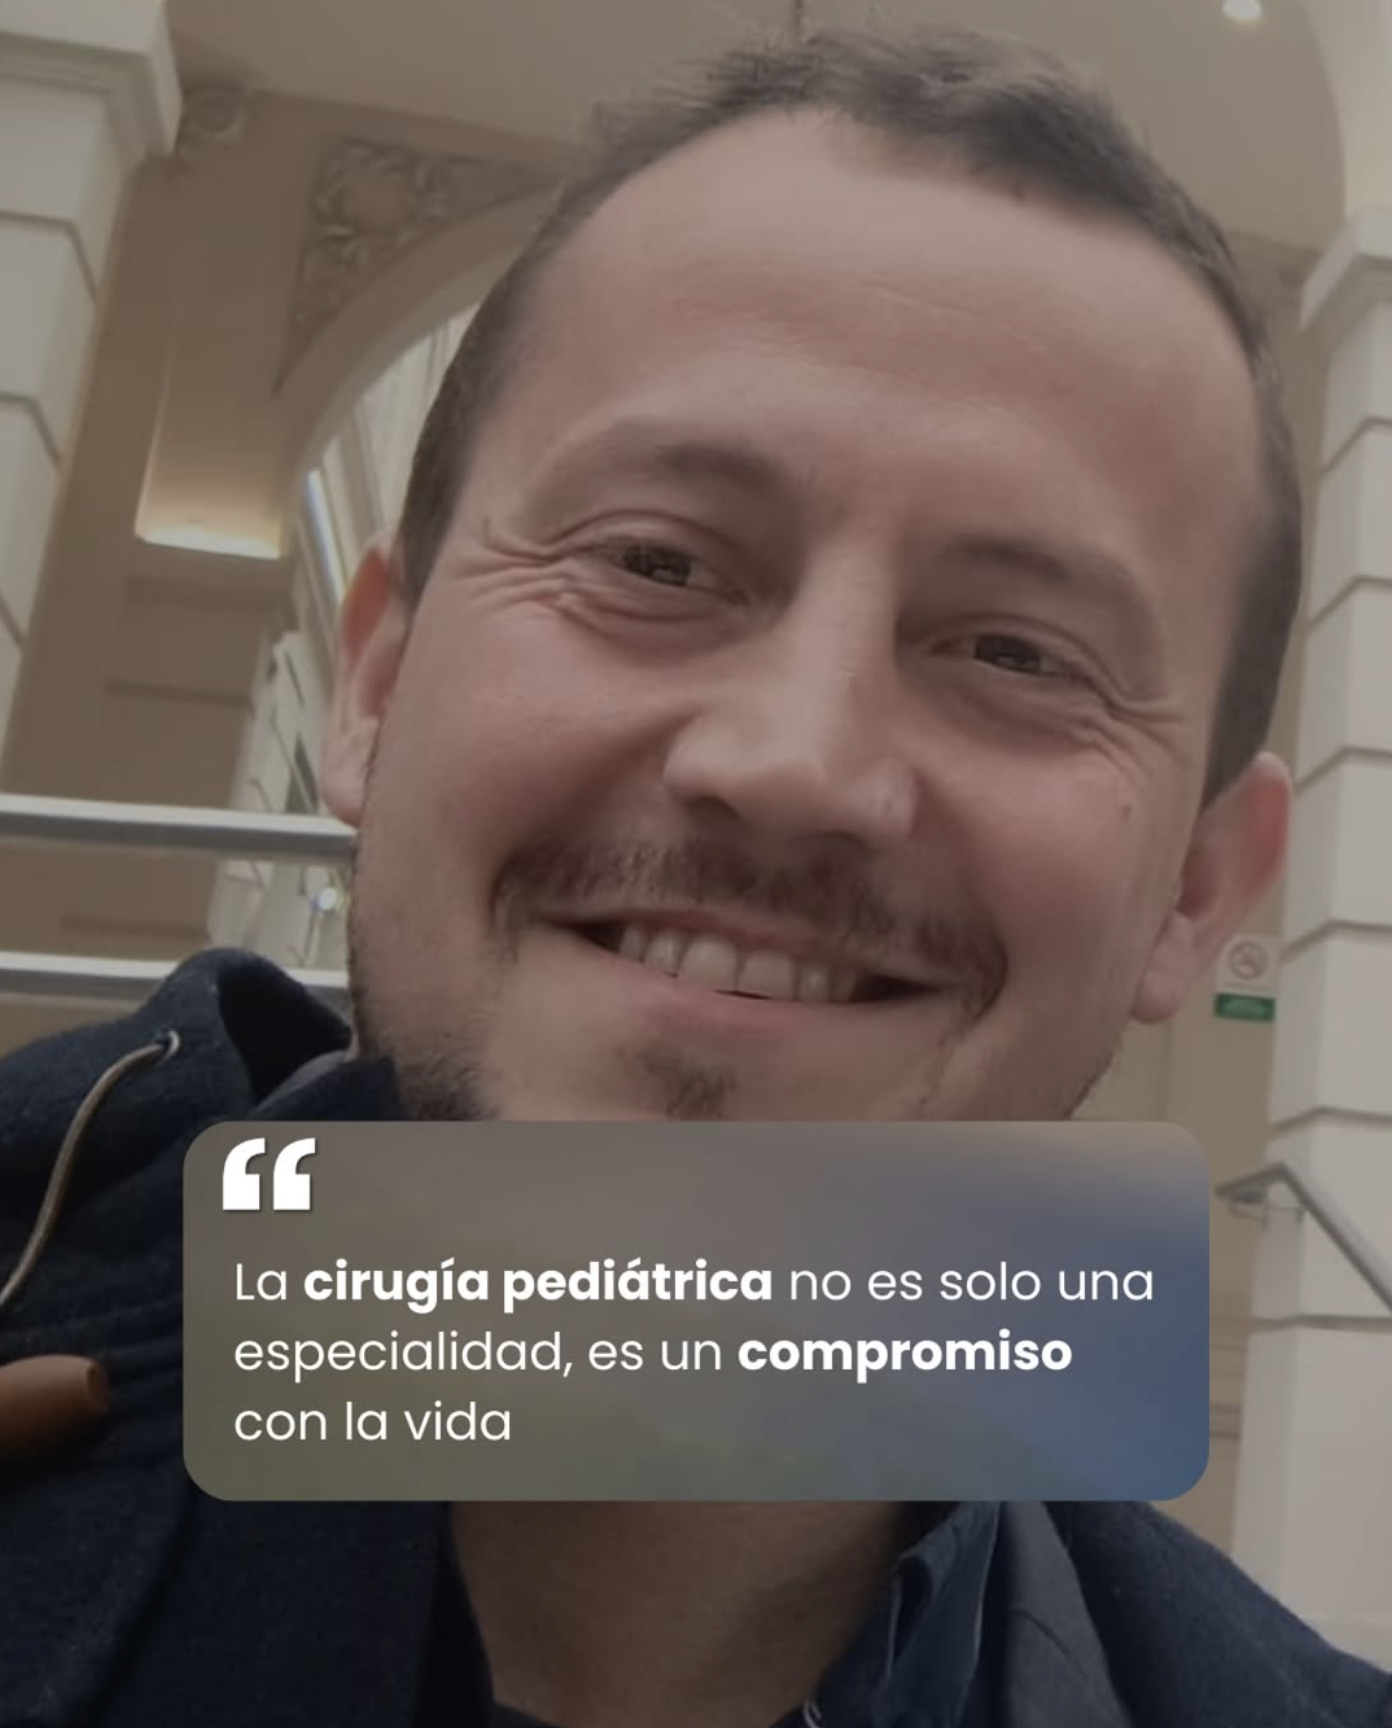 “
La cirugía pediátrica no es solo una
especialidad, es un compromiso
con la vida